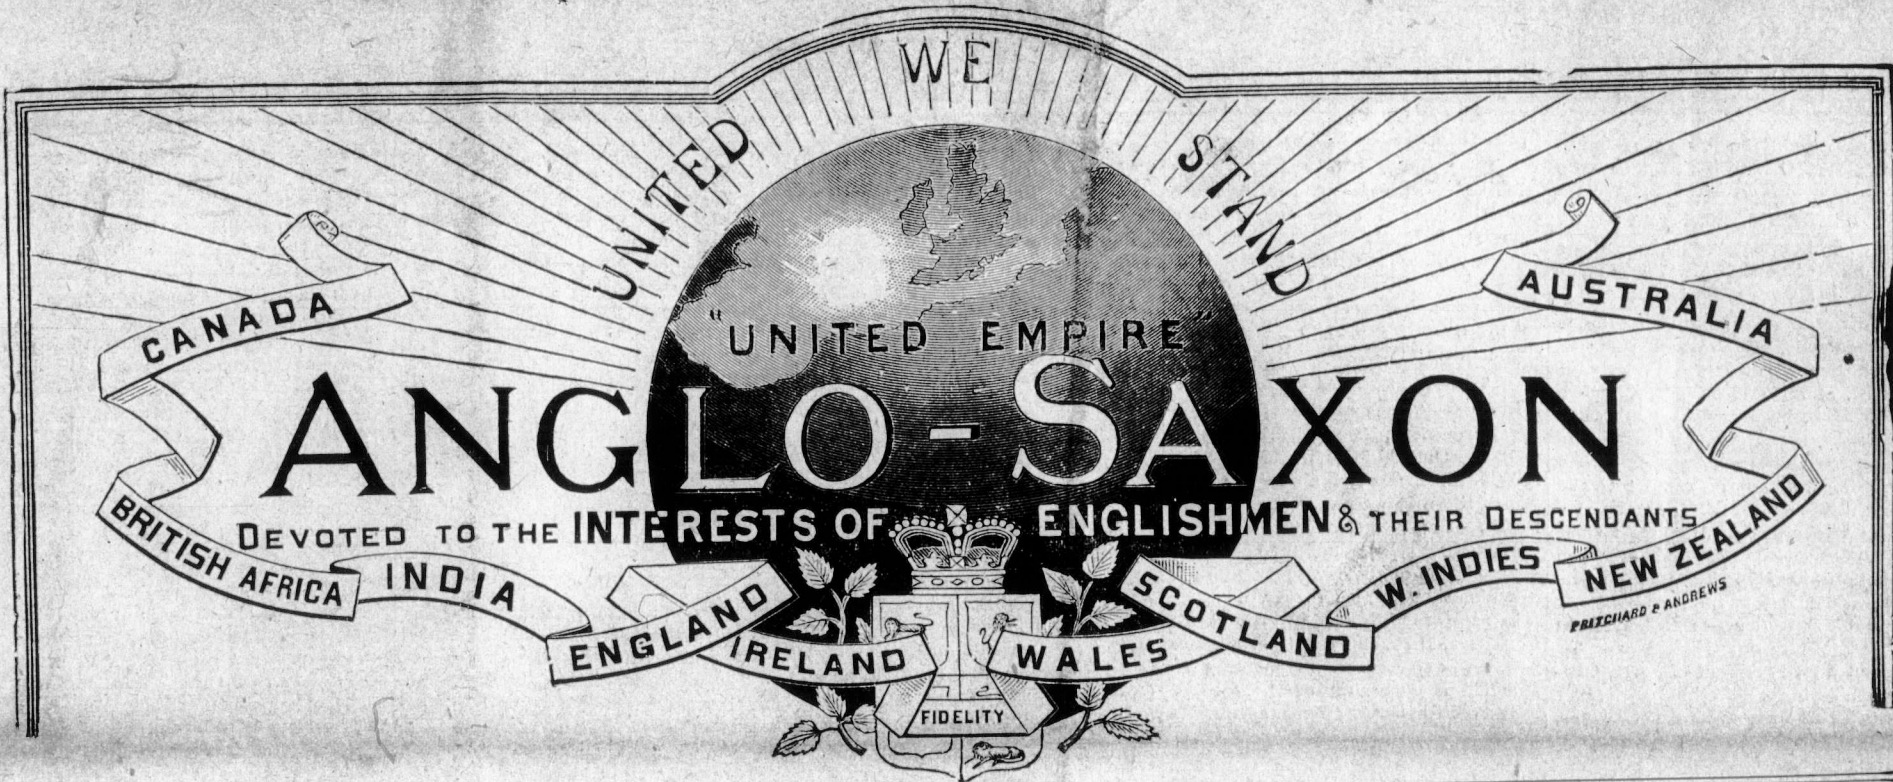 UNITED WE STAND
CANADA
AUSTRALIA
"UNITED EMPIRE"
ANGLO-SAXON
DEVOTED TO THE INTERESTS OF ENGLISHMEN & THEIR DESCENDANTS
BRITISH AFRICA
INDIA
ENGLAND
IRELAND
WALES
SCOTLAND
W. INDIES
NEW ZEALAND
PRITCHARD & ANDREWS
FIDELITY